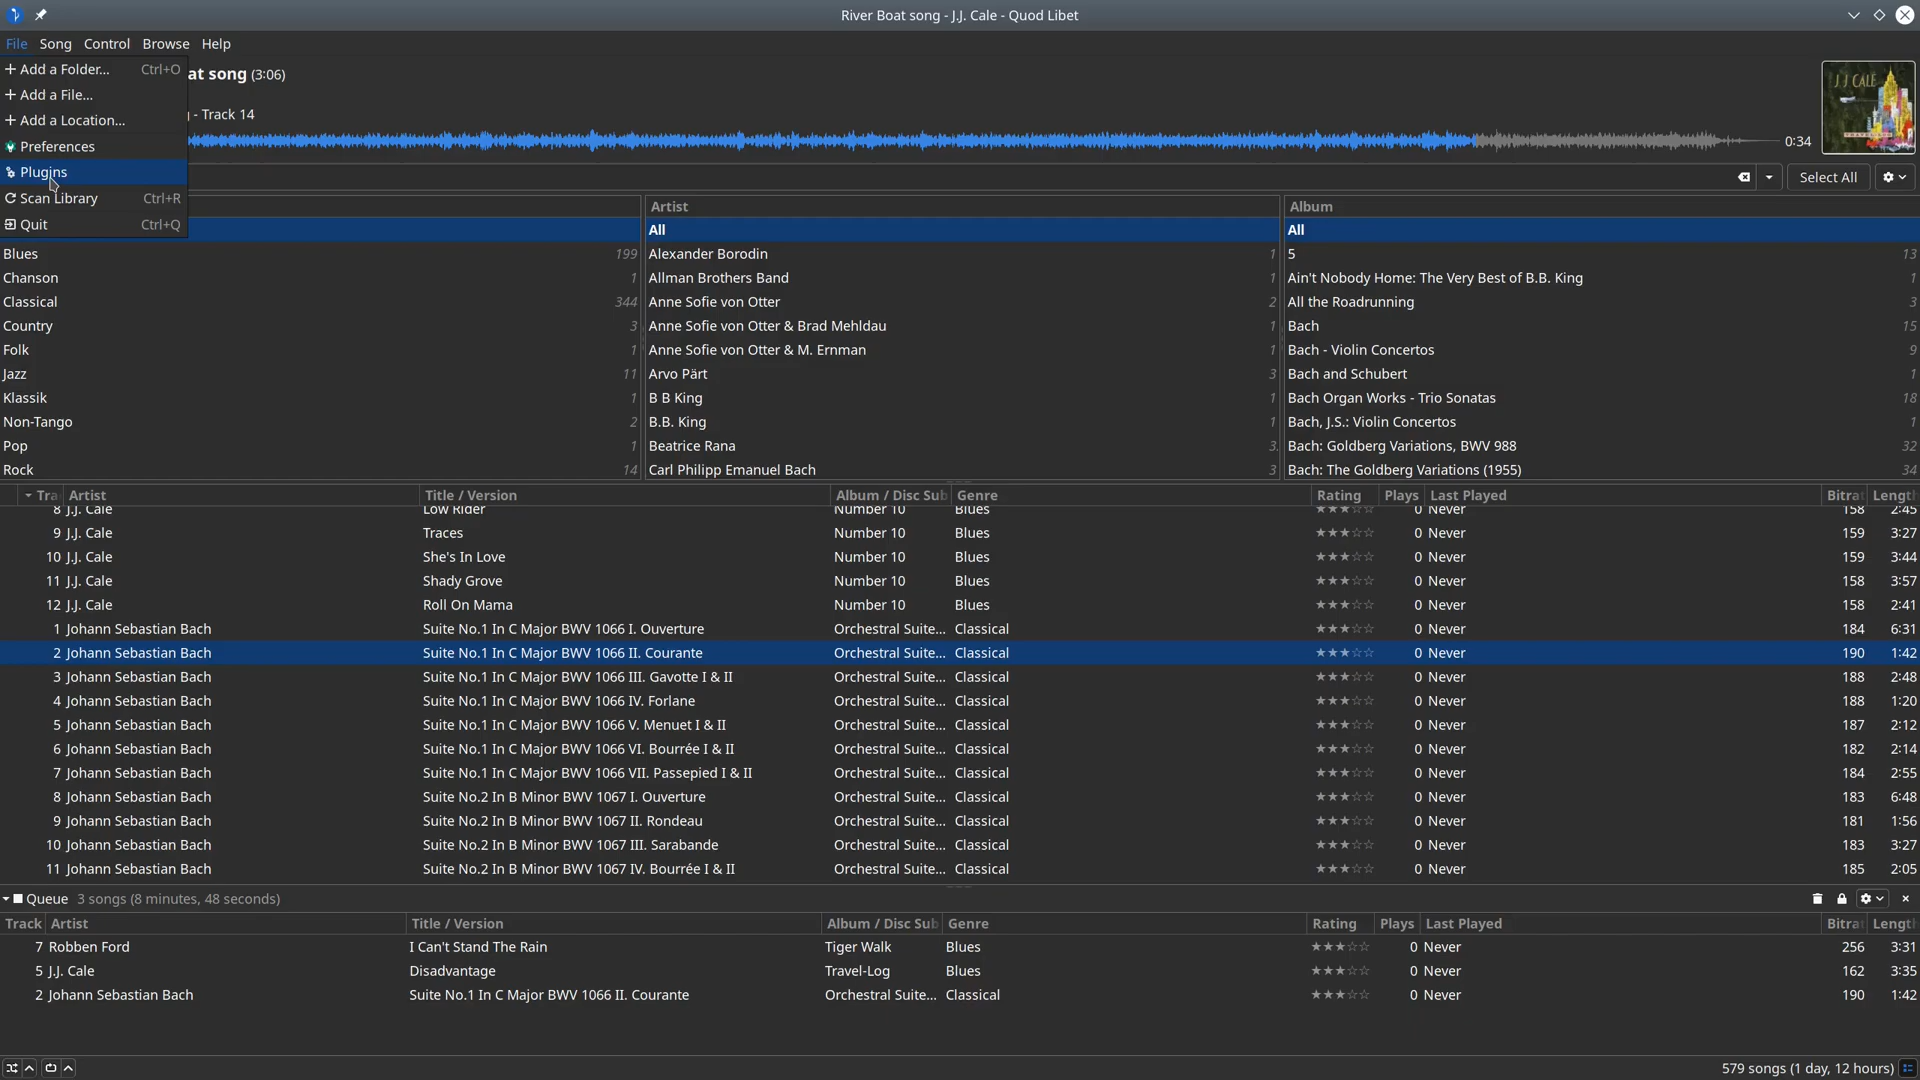 River Boat song - J.J. Cale - Quod Libet
File Song Control Browse Help
+ Add a Folder... Ctrl+O
at song (3:06)
+ Add a File...
- Track 14
+ Add a Location...
0:34
Preferences
Plugins
Select All
Scan Library Ctrl+R
Quit Ctrl+Q
Artist Album
All All
Blues 199 Alexander Borodin 1 5 13
Chanson 1 Allman Brothers Band 1 Ain't Nobody Home: The Very Best of B.B. King 1
Classical 344 Anne Sofie von Otter 2 All the Roadrunning 3
Country 3 Anne Sofie von Otter & Brad Mehldau 1 Bach 15
Folk 1 Anne Sofie von Otter & M. Ernman 1 Bach - Violin Concertos 9
Jazz 11 Arvo Pärt 3 Bach and Schubert 1
Klassik 1 B B King 1 Bach Organ Works - Trio Sonatas 18
Non-Tango 2 B.B. King 1 Bach, J.S.: Violin Concertos 1
Pop 1 Beatrice Rana 3 Bach: Goldberg Variations, BWV 988 32
Rock 14 Carl Philipp Emanuel Bach 3 Bach: The Goldberg Variations (1955) 34
Tra Artist Title / Version Album / Disc Sub Genre Rating Plays Last Played Bitra Length
8 J.J. Cale Low Rider Number 10 Blues ★★★☆☆ 0 Never 158 2:45
9 J.J. Cale Traces Number 10 Blues ★★★☆☆ 0 Never 159 3:27
10 J.J. Cale She's In Love Number 10 Blues ★★★☆☆ 0 Never 159 3:44
11 J.J. Cale Shady Grove Number 10 Blues ★★★☆☆ 0 Never 158 3:57
12 J.J. Cale Roll On Mama Number 10 Blues ★★★☆☆ 0 Never 158 2:41
1 Johann Sebastian Bach Suite No.1 In C Major BWV 1066 I. Ouverture Orchestral Suite... Classical ★★★☆☆ 0 Never 184 6:31
2 Johann Sebastian Bach Suite No.1 In C Major BWV 1066 II. Courante Orchestral Suite... Classical ★★★☆☆ 0 Never 190 1:42
3 Johann Sebastian Bach Suite No.1 In C Major BWV 1066 III. Gavotte I & II Orchestral Suite... Classical ★★★☆☆ 0 Never 188 2:48
4 Johann Sebastian Bach Suite No.1 In C Major BWV 1066 IV. Forlane Orchestral Suite... Classical ★★★☆☆ 0 Never 188 1:20
5 Johann Sebastian Bach Suite No.1 In C Major BWV 1066 V. Menuet I & II Orchestral Suite... Classical ★★★☆☆ 0 Never 187 2:12
6 Johann Sebastian Bach Suite No.1 In C Major BWV 1066 VI. Bourrée I & II Orchestral Suite... Classical ★★★☆☆ 0 Never 182 2:14
7 Johann Sebastian Bach Suite No.1 In C Major BWV 1066 VII. Passepied I & II Orchestral Suite... Classical ★★★☆☆ 0 Never 184 2:55
8 Johann Sebastian Bach Suite No.2 In B Minor BWV 1067 I. Ouverture Orchestral Suite... Classical ★★★☆☆ 0 Never 183 6:48
9 Johann Sebastian Bach Suite No.2 In B Minor BWV 1067 II. Rondeau Orchestral Suite... Classical ★★★☆☆ 0 Never 181 1:56
10 Johann Sebastian Bach Suite No.2 In B Minor BWV 1067 III. Sarabande Orchestral Suite... Classical ★★★☆☆ 0 Never 183 3:27
11 Johann Sebastian Bach Suite No.2 In B Minor BWV 1067 IV. Bourrée I & II Orchestral Suite... Classical ★★★☆☆ 0 Never 185 2:05
Queue 3 songs (8 minutes, 48 seconds)
Track Artist Title / Version Album / Disc Sub Genre Rating Plays Last Played Bitra Length
7 Robben Ford I Can't Stand The Rain Tiger Walk Blues ★★★☆☆ 0 Never 256 3:31
5 J.J. Cale Disadvantage Travel-Log Blues ★★★☆☆ 0 Never 162 3:35
2 Johann Sebastian Bach Suite No.1 In C Major BWV 1066 II. Courante Orchestral Suite... Classical ★★★☆☆ 0 Never 190 1:42
579 songs (1 day, 12 hours)